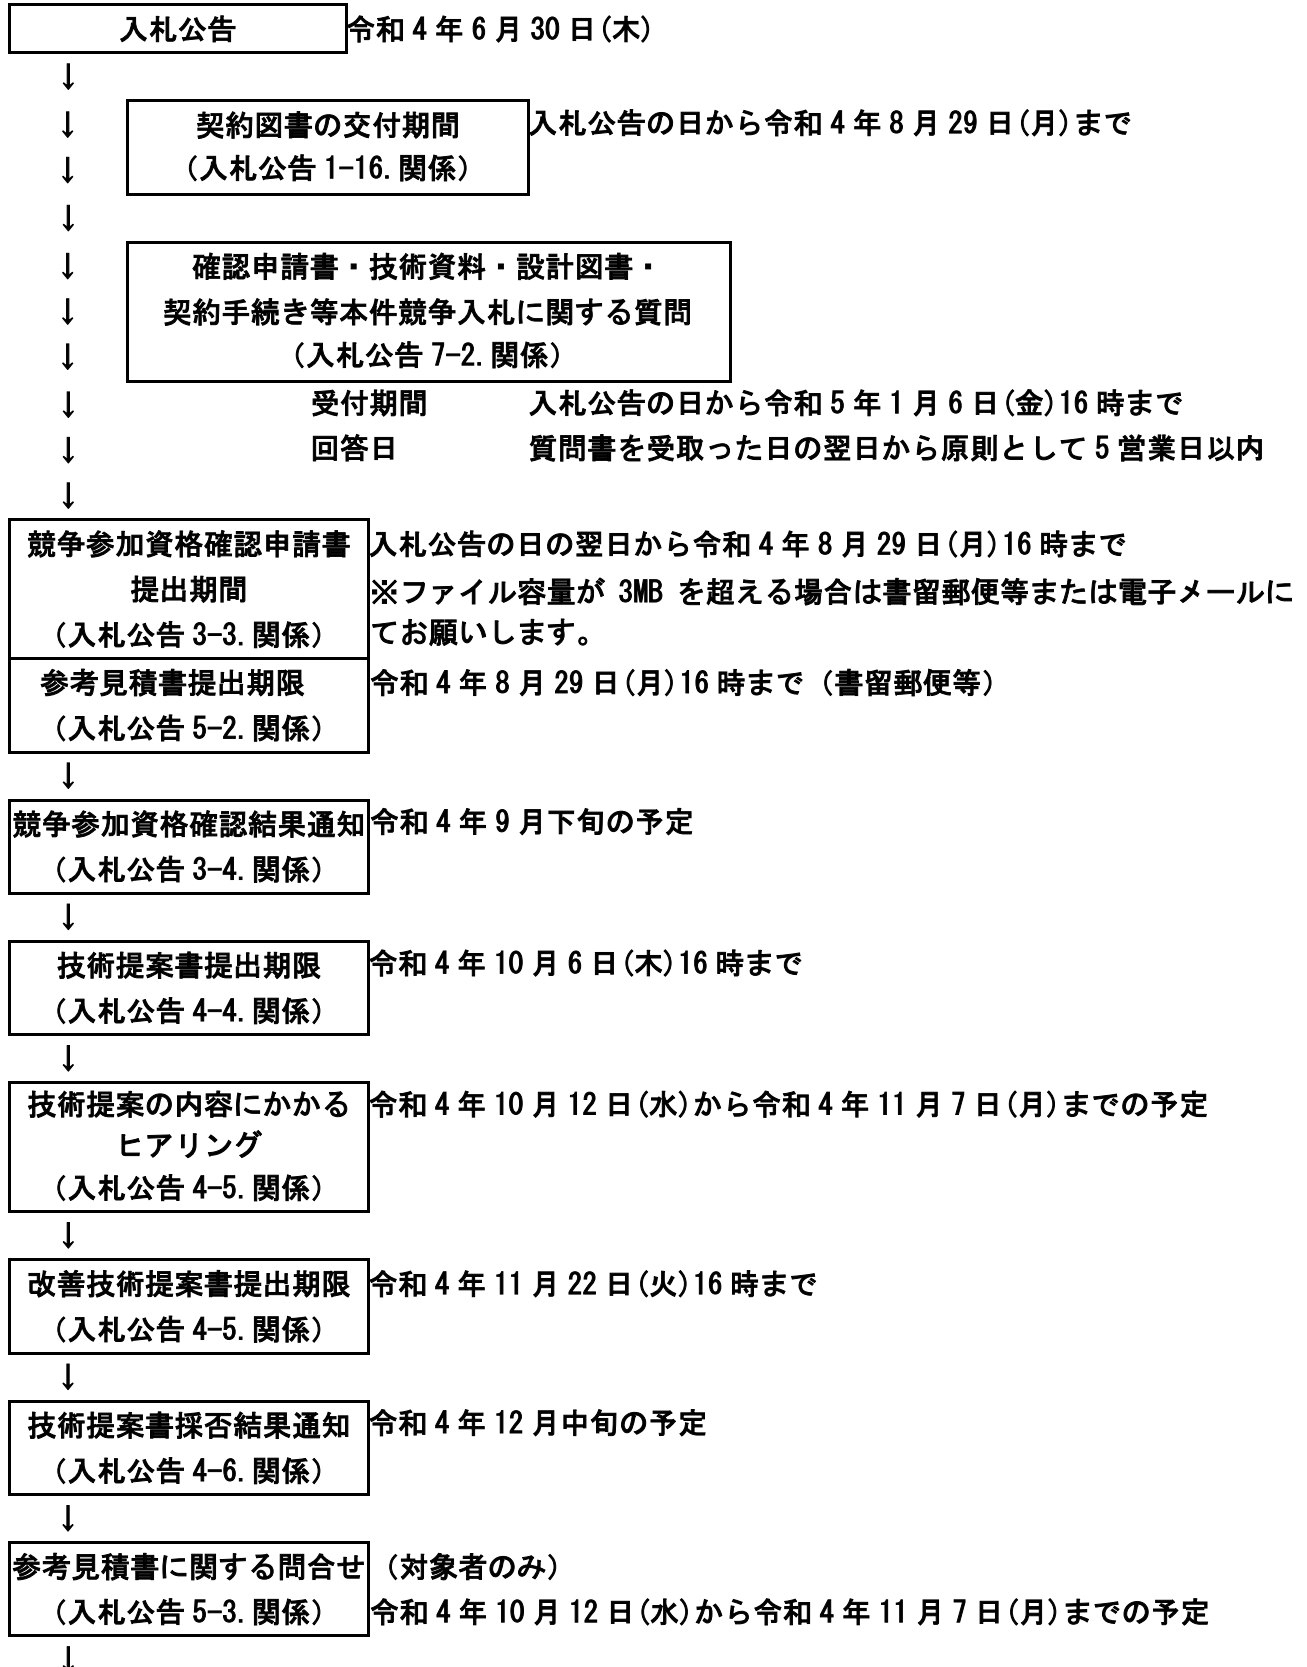 入札公告 令和4年6月30日(木)
↓
↓ 契約図書の交付期間 入札公告の日から令和4年8月29日(月)まで
↓ (入札公告1-16.関係)
↓
↓ 確認申請書・技術資料・設計図書・
↓ 契約手続き等本件競争入札に関する質問
↓ (入札公告7-2.関係)
↓ 受付期間 入札公告の日から令和5年1月6日(金)16時まで
↓ 回答日 質問書を受取った日の翌日から原則として5営業日以内
↓
競争参加資格確認申請書 入札公告の日の翌日から令和4年8月29日(月)16時まで
提出期間 ※ファイル容量が 3MB を超える場合は書留郵便等または電子メールに
(入札公告3-3.関係) てお願いします。
参考見積書提出期限 令和4年8月29日(月)16時まで(書留郵便等)
(入札公告5-2.関係)
↓
競争参加資格確認結果通知 令和4年9月下旬の予定
(入札公告3-4.関係)
↓
技術提案書提出期限 令和4年10月6日(木)16時まで
(入札公告4-4.関係)
↓
技術提案の内容にかかる 令和4年10月12日(水)から令和4年11月7日(月)までの予定
ヒアリング
(入札公告4-5.関係)
↓
改善技術提案書提出期限 令和4年11月22日(火)16時まで
(入札公告4-5.関係)
↓
技術提案書採否結果通知 令和4年12月中旬の予定
(入札公告4-6.関係)
↓
参考見積書に関する問合せ (対象者のみ)
(入札公告5-3.関係) 令和4年10月12日(水)から令和4年11月7日(月)までの予定
↓